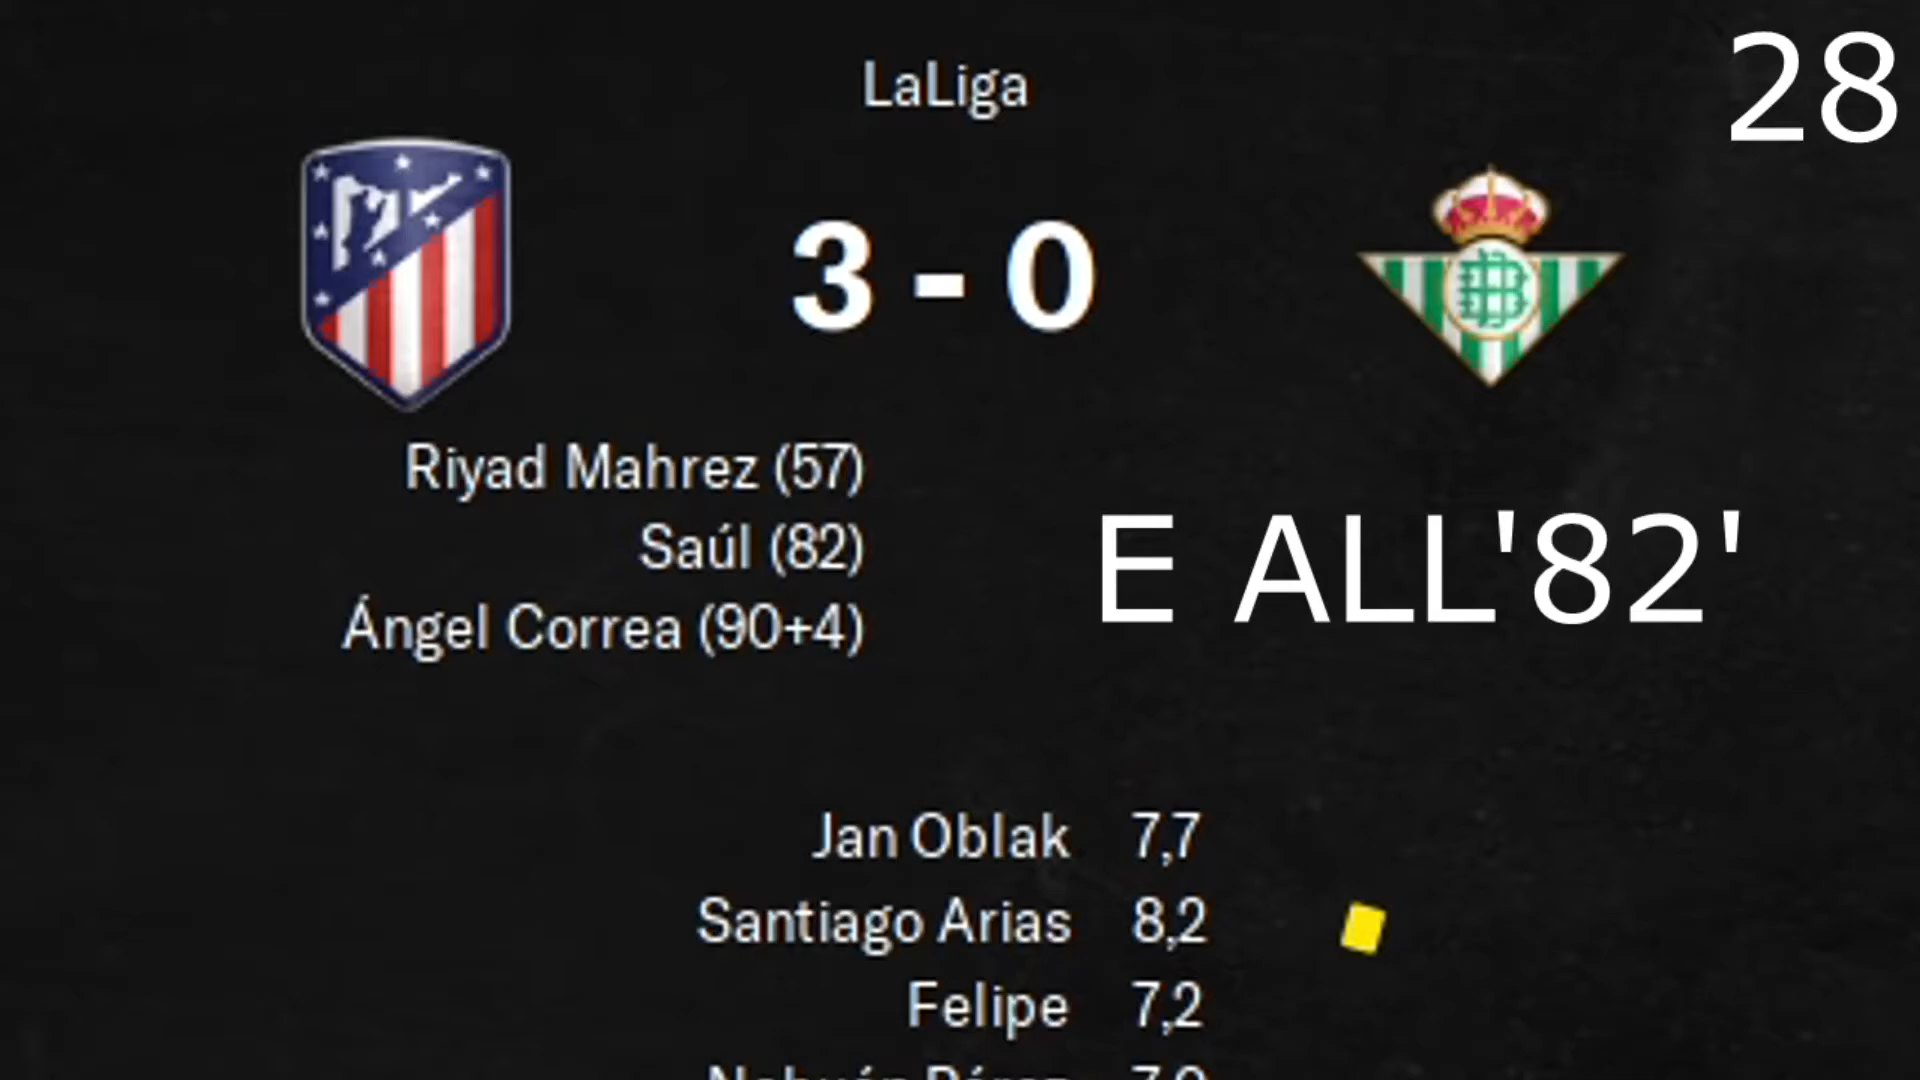 28
LaLiga
3 - 0
Riyad Mahrez (57)
Saúl (82)
Ángel Correa (90+4)
E ALL'82'
Jan Oblak 7,7
Santiago Arias 8,2
Felipe 7,2